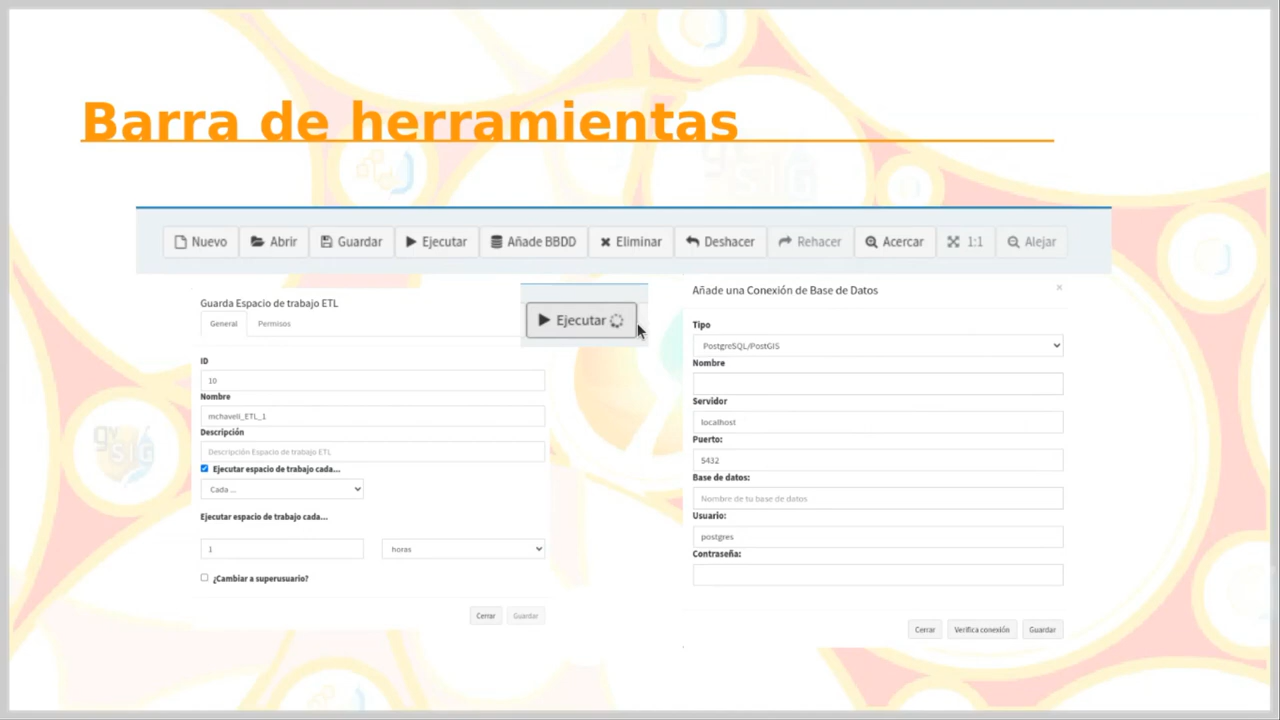 Barra de herramientas
Nuevo Abrir Guardar Ejecutar Añade BBDD Eliminar Deshacer Rehacer Acercar 1:1 Alejar
Guarda Espacio de trabajo ETL
General Permisos
ID
10
Nombre
mchaveli_ETL_1
Descripción
Descripción Espacio de trabajo ETL
Ejecutar espacio de trabajo cada...
Cada ...
Ejecutar espacio de trabajo cada...
1 horas
¿Cambiar a superusuario?
Cerrar Guardar
Ejecutar
Añade una Conexión de Base de Datos ×
Tipo
PostgreSQL/PostGIS
Nombre
Servidor
localhost
Puerto:
5432
Base de datos:
Nombre de tu base de datos
Usuario:
postgres
Contraseña:
Cerrar Verifica conexión Guardar
gv
SIG
gv
SIG